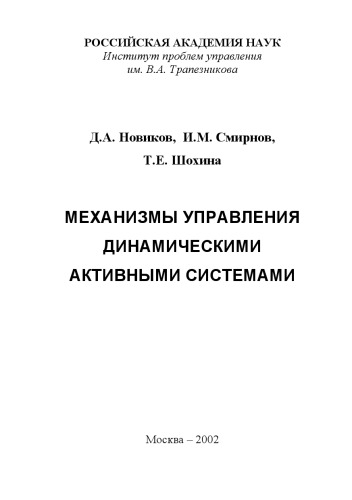 РОССИЙСКАЯ АКАДЕМИЯ НАУК
Институт проблем управления
им. В.А. Трапезникова
Д.А. Новиков, И.М. Смирнов,
Т.Е. Шохина
МЕХАНИЗМЫ УПРАВЛЕНИЯ
ДИНАМИЧЕСКИМИ
АКТИВНЫМИ СИСТЕМАМИ
Москва – 2002